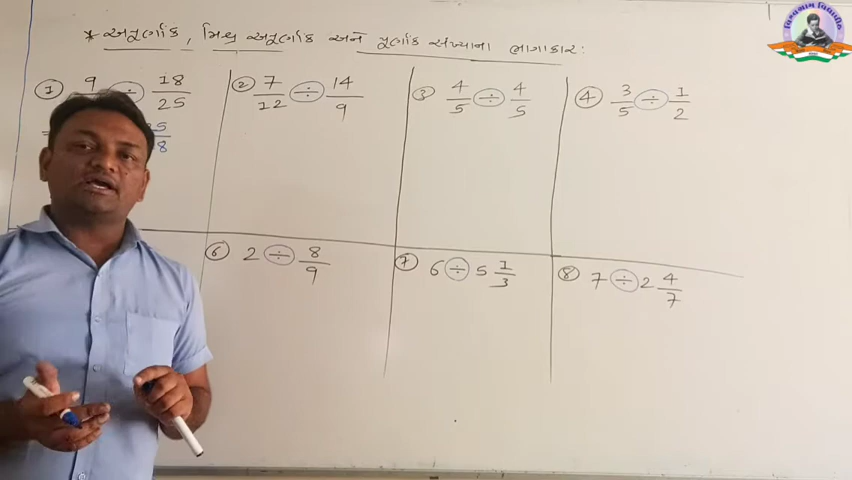 * અપૂર્ણાંક, મિશ્ર અપૂર્ણાંક અને પૂર્ણાંક સંખ્યાના ભાગાકાર:
① 9 ÷ 18/25
② 7/12 ÷ 14/9
③ 4/5 ÷ 4/5
④ 3/5 ÷ 1/2
⑥ 2 ÷ 8/9
⑦ 6 ÷ 5 1/3
⑧ 7 ÷ 2 4/7